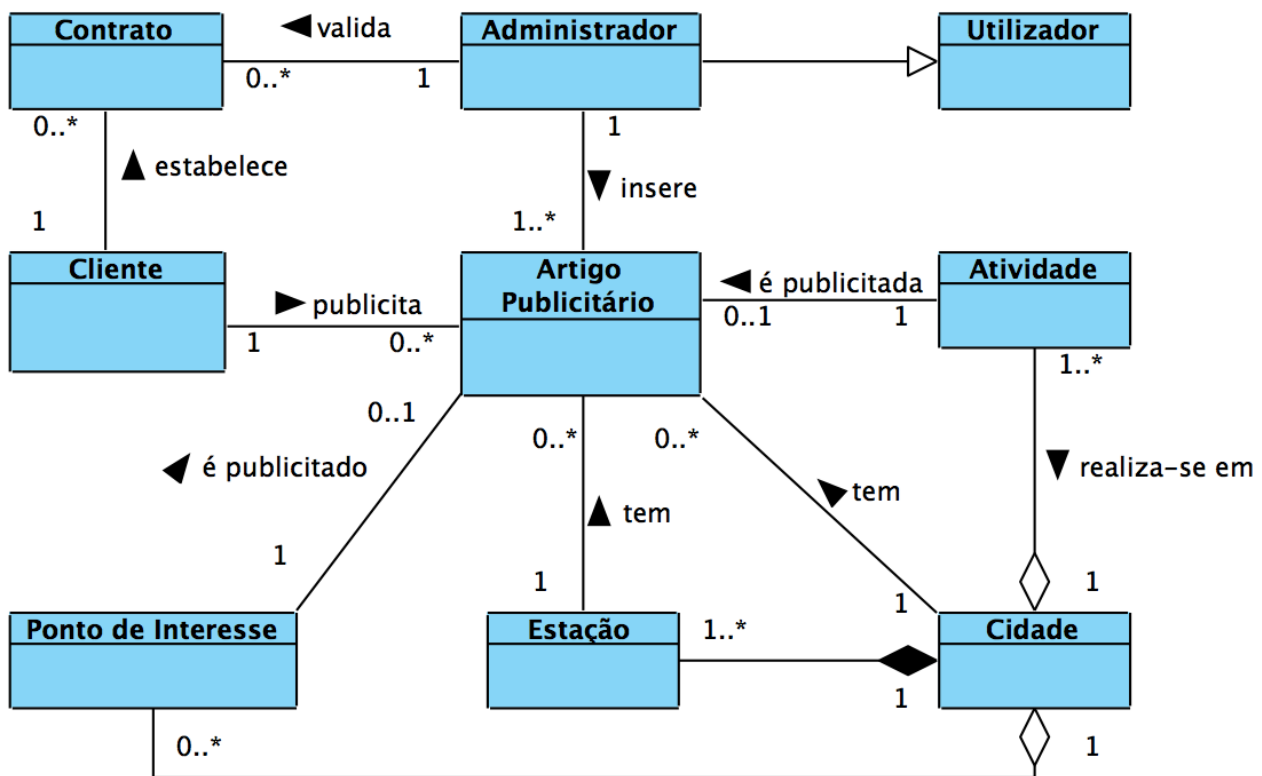 Contrato
valida
Administrador
Utilizador
0..*
1
0..*
estabelece
1
insere
1
1..*
Cliente
Artigo
Publicitário
Atividade
publicita
é publicitada
1
0..*
0..1
1
1..*
0..1
0..*
0..*
é publicitado
realiza-se em
tem
tem
1
1
1
1
Ponto de Interesse
Estação
1..*
Cidade
1
0..*
1